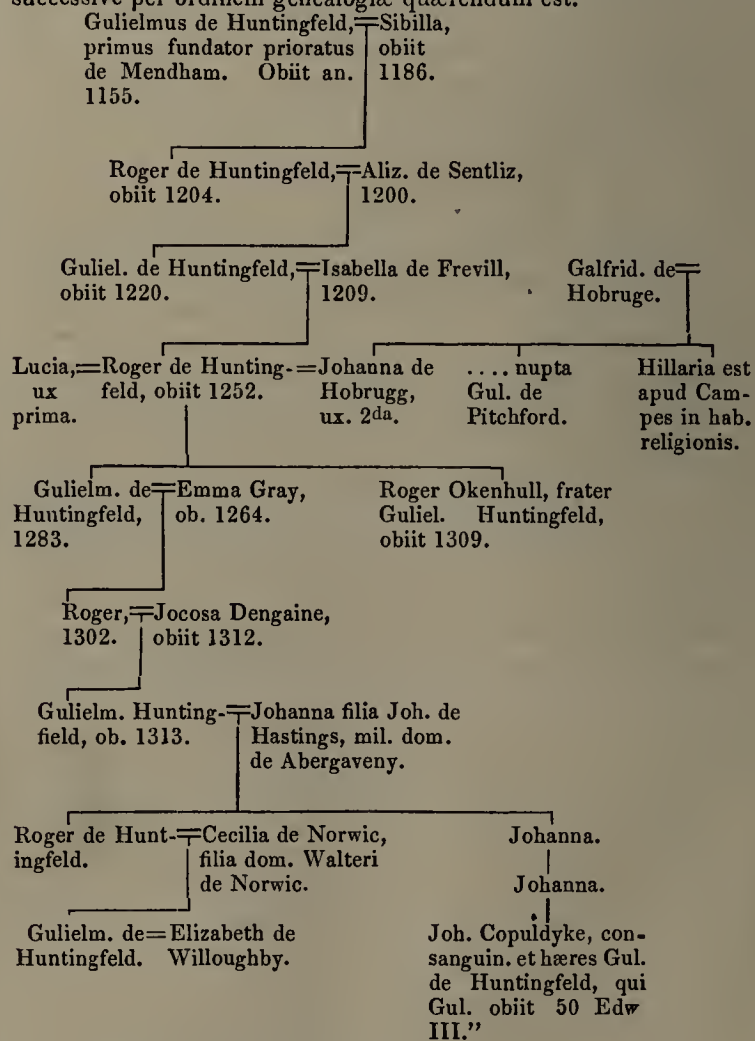 successive per ordinem genealogiæ quærendum est.
Gulielmus de Huntingfeld,
primus fundator prioratus
de Mendham. Obiit an.
1155.
Sibilla,
obiit
1186.
Roger de Huntingfeld,
obiit 1204.
Aliz. de Sentliz,
1200.
Guliel. de Huntingfeld,
obiit 1220.
Isabella de Frevill,
1209.
Galfrid. de
Hobruge.
Lucia,
ux
prima.
Roger de Hunting-
feld, obiit 1252.
Johanna de
Hobrugg,
ux. 2da.
.... nupta
Gul. de
Pitchford.
Hillaria est
apud Cam-
pes in hab.
religionis.
Gulielm. de
Huntingfeld,
1283.
Emma Gray,
ob. 1264.
Roger Okenhull, frater
Guliel. Huntingfeld,
obiit 1309.
Roger,
1302.
Jocosa Dengaine,
obiit 1312.
Gulielm. Hunting-
field, ob. 1313.
Johanna filia Joh. de
Hastings, mil. dom.
de Abergaveny.
Roger de Hunt-
ingfeld.
Cecilia de Norwic,
filia dom. Walteri
de Norwic.
Johanna.
Johanna.
Gulielm. de
Huntingfeld.
Elizabeth de
Willoughby.
Joh. Copuldyke, con-
sanguin. et hæres Gul.
de Huntingfeld, qui
Gul. obiit 50 Edw
III.”